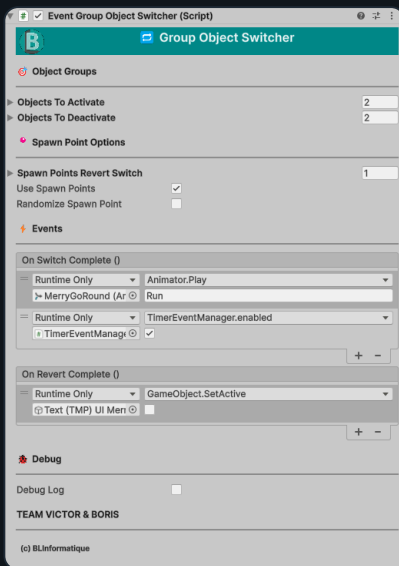 Event Group Object Switcher (Script)
B
Group Object Switcher
Object Groups
Objects To Activate 2
Objects To Deactivate 2
Spawn Point Options
Spawn Points Revert Switch 1
Use Spawn Points
Randomize Spawn Point
Events
On Switch Complete ()
Runtime Only Animator.Play
MerryGoRound (Ar Run
Runtime Only TimerEventManager.enabled
TimerEventManage
+ −
On Revert Complete ()
Runtime Only GameObject.SetActive
Text (TMP) UI Merr
+ −
Debug
Debug Log
TEAM VICTOR & BORIS
(c) BLInformatique